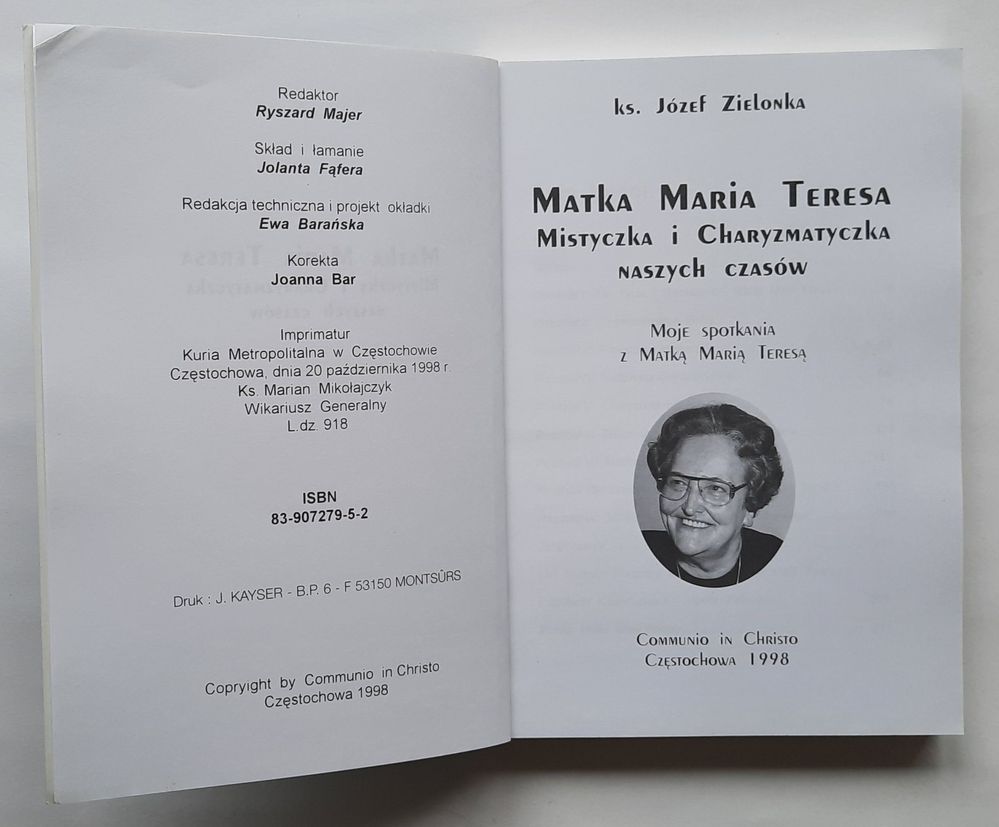 Redaktor
Ryszard Majer
Skład i łamanie
Jolanta Fąfera
Redakcja techniczna i projekt okładki
Ewa Barańska
Korekta
Joanna Bar
Imprimatur
Kuria Metropolitalna w Częstochowie
Częstochowa, dnia 20 października 1998 r.
Ks. Marian Mikołajczyk
Wikariusz Generalny
L.dz. 918
ISBN
83-907279-5-2
Druk : J. KAYSER - B.P. 6 - F 53150 MONTSÛRS
Copryight by Communio in Christo
Częstochowa 1998
ks. Józef Zielonka
Matka Maria Teresa
Mistyczka i Charyzmatyczka
naszych czasów
Moje spotkania
z Matką Marią Teresą
Communio in Christo
Częstochowa 1998